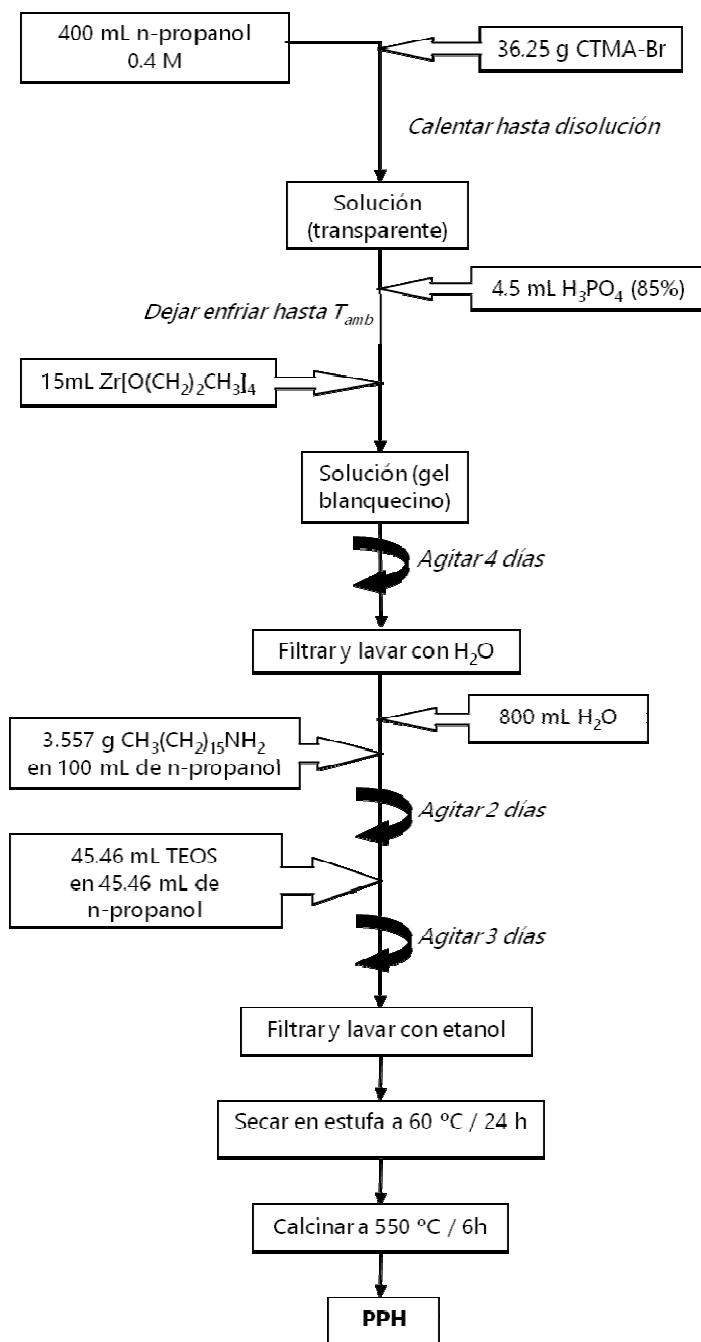 400 mL n-propanol
0.4 M
36.25 g CTMA-Br
Calentar hasta disolución
Solución
(transparente)
4.5 mL H₃PO₄ (85%)
Dejar enfriar hasta Tₐₘb
15mL Zr[O(CH₂)₂CH₃]₄
Solución (gel
blanquecino)
Agitar 4 días
Filtrar y lavar con H₂O
800 mL H₂O
3.557 g CH₃(CH₂)₁₅NH₂
en 100 mL de n-propanol
Agitar 2 días
45.46 mL TEOS
en 45.46 mL de
n-propanol
Agitar 3 días
Filtrar y lavar con etanol
Secar en estufa a 60 ºC / 24 h
Calcinar a 550 ºC / 6h
PPH